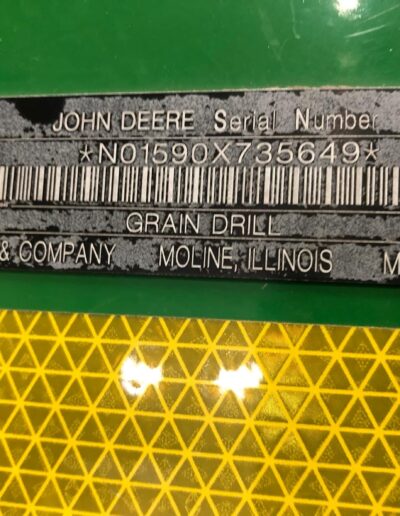 JOHN DEERE Serial Number
*N01590X735649*
GRAIN DRILL
& COMPANY MOLINE, ILLINOIS M